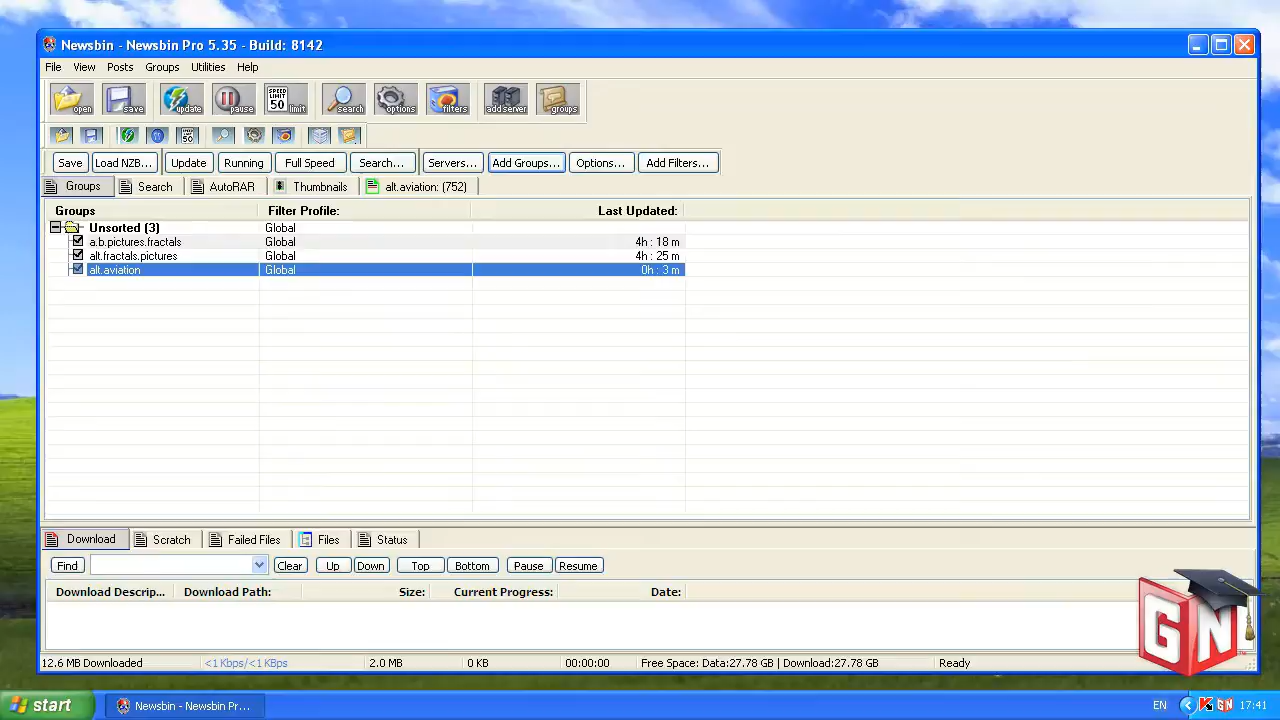 Newsbin - Newsbin Pro 5.35 - Build: 8142
File View Posts Groups Utilities Help
open save update pause SPEED LIMIT 50 limit search options filters add server groups
50
Save Load NZB... Update Running Full Speed Search... Servers... Add Groups... Options... Add Filters...
Groups Search AutoRAR Thumbnails alt.aviation: (752)
Groups Filter Profile: Last Updated:
Unsorted (3) Global
a.b.pictures.fractals Global 4h : 18 m
alt.fractals.pictures Global 4h : 25 m
alt.aviation Global 0h : 3 m
Download Scratch Failed Files Files Status
Find Clear Up Down Top Bottom Pause Resume
Download Descrip... Download Path: Size: Current Progress: Date:
GN
12.6 MB Downloaded <1 Kbps/<1 KBps 2.0 MB 0 KB 00:00:00 Free Space: Data:27.78 GB | Download:27.78 GB Ready
start Newsbin - Newsbin Pr... EN GN 17:41